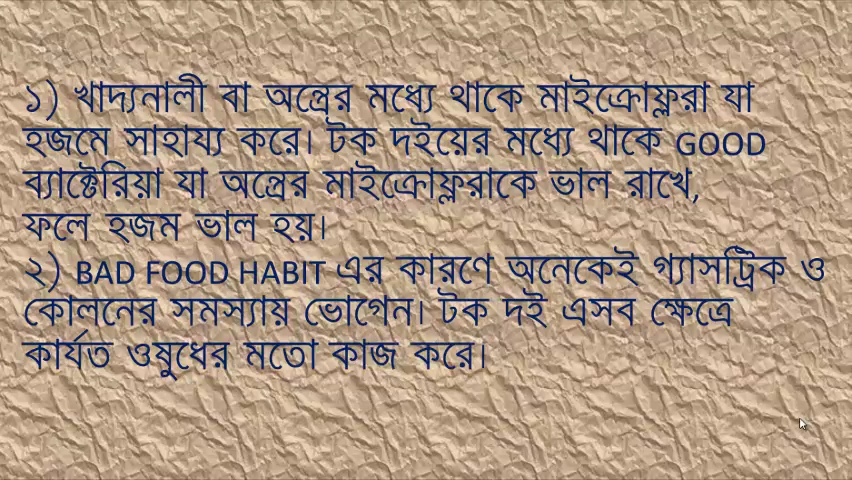 ১) খাদ্যনালী বা অন্ত্রের মধ্যে থাকে মাইক্রোফ্লরা যা
হজমে সাহায্য করে। টক দইয়ের মধ্যে থাকে GOOD
ব্যাক্টেরিয়া যা অন্ত্রের মাইক্রোফ্লরাকে ভাল রাখে,
ফলে হজম ভাল হয়।
২) BAD FOOD HABIT এর কারণে অনেকেই গ্যাসট্রিক ও
কোলনের সমস্যায় ভোগেন। টক দই এসব ক্ষেত্রে
কার্যত ওষুধের মতো কাজ করে।